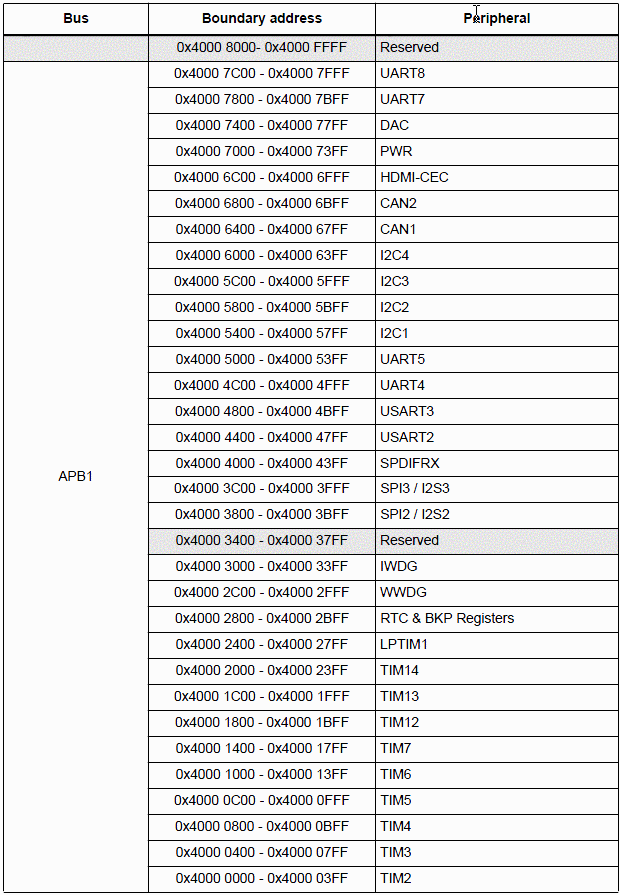 Bus Boundary address Peripheral
0x4000 8000- 0x4000 FFFF Reserved
0x4000 7C00 - 0x4000 7FFF UART8
0x4000 7800 - 0x4000 7BFF UART7
0x4000 7400 - 0x4000 77FF DAC
0x4000 7000 - 0x4000 73FF PWR
0x4000 6C00 - 0x4000 6FFF HDMI-CEC
0x4000 6800 - 0x4000 6BFF CAN2
0x4000 6400 - 0x4000 67FF CAN1
0x4000 6000 - 0x4000 63FF I2C4
0x4000 5C00 - 0x4000 5FFF I2C3
0x4000 5800 - 0x4000 5BFF I2C2
0x4000 5400 - 0x4000 57FF I2C1
0x4000 5000 - 0x4000 53FF UART5
0x4000 4C00 - 0x4000 4FFF UART4
0x4000 4800 - 0x4000 4BFF USART3
0x4000 4400 - 0x4000 47FF USART2
0x4000 4000 - 0x4000 43FF SPDIFRX
APB1 0x4000 3C00 - 0x4000 3FFF SPI3 / I2S3
0x4000 3800 - 0x4000 3BFF SPI2 / I2S2
0x4000 3400 - 0x4000 37FF Reserved
0x4000 3000 - 0x4000 33FF IWDG
0x4000 2C00 - 0x4000 2FFF WWDG
0x4000 2800 - 0x4000 2BFF RTC & BKP Registers
0x4000 2400 - 0x4000 27FF LPTIM1
0x4000 2000 - 0x4000 23FF TIM14
0x4000 1C00 - 0x4000 1FFF TIM13
0x4000 1800 - 0x4000 1BFF TIM12
0x4000 1400 - 0x4000 17FF TIM7
0x4000 1000 - 0x4000 13FF TIM6
0x4000 0C00 - 0x4000 0FFF TIM5
0x4000 0800 - 0x4000 0BFF TIM4
0x4000 0400 - 0x4000 07FF TIM3
0x4000 0000 - 0x4000 03FF TIM2